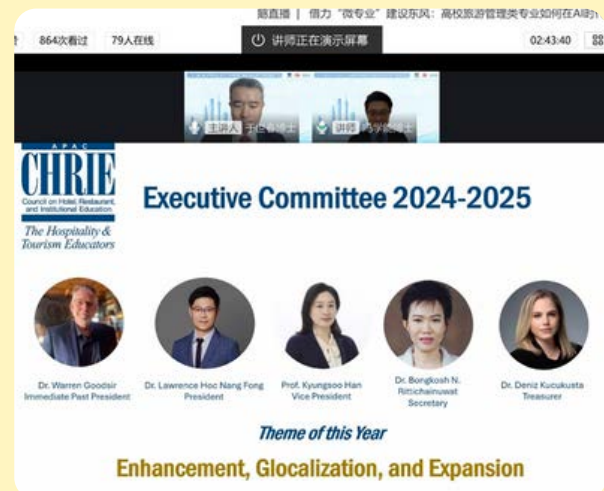 直播 | 借力“微专业”建设东风：高校旅游管理类专业如何在AI时
864次看过 79人在线
讲师正在演示屏幕
02:43:40
主讲人
讲师
APAC
CHRIE
Council on Hotel, Restaurant,
and Institutional Education
The Hospitality &
Tourism Educators
Executive Committee 2024-2025
Dr. Warren Goodsir
Immediate Past President
Dr. Lawrence Hoc Nang Fong
President
Prof. Kyungsoo Han
Vice President
Dr. Bongkosh N.
Rittichainuwat
Secretary
Dr. Deniz Kucukusta
Treasurer
Theme of this Year
Enhancement, Glocalization, and Expansion